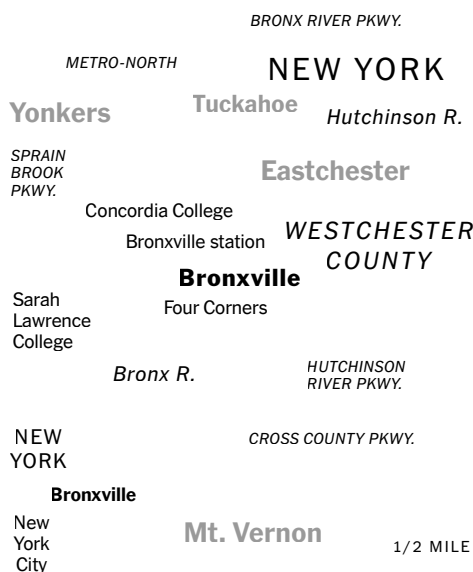 BRONX RIVER PKWY.
METRO-NORTH
NEW YORK
Yonkers
Tuckahoe
Hutchinson R.
SPRAIN
BROOK
PKWY.
Eastchester
Concordia College
Bronxville station
WESTCHESTER
COUNTY
Bronxville
Sarah
Lawrence
College
Four Corners
Bronx R.
HUTCHINSON
RIVER PKWY.
NEW
YORK
CROSS COUNTY PKWY.
Bronxville
New
York
City
Mt. Vernon
1/2 MILE